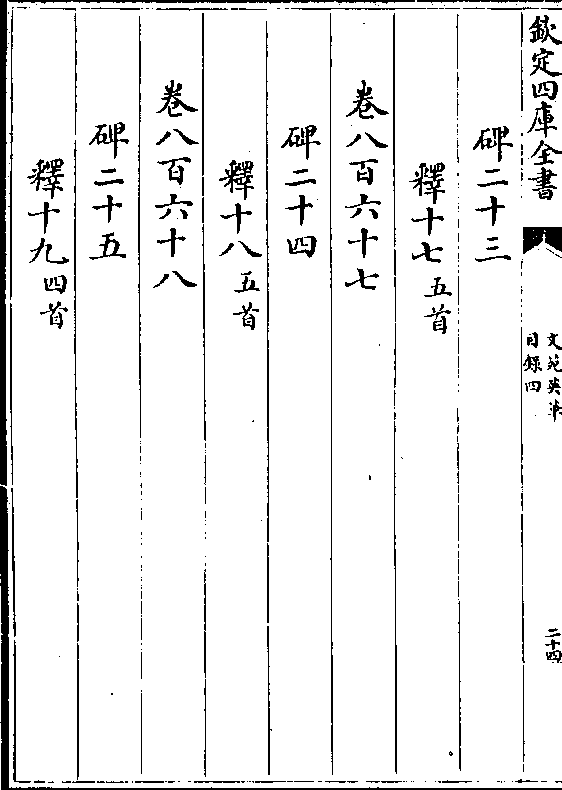 欽定四庫全書
文苑英華
目録四
二十四
碑二十三
釋十七五首
卷八百六十七
碑二十四
釋十八五首
卷八百六十八
碑二十五
釋十九四首